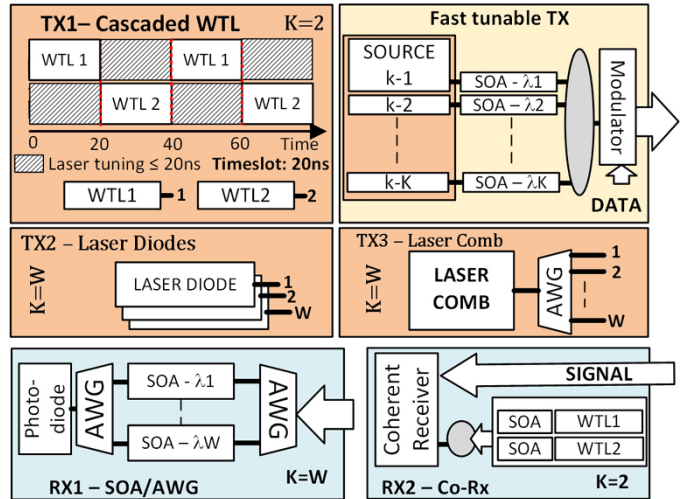 TX1– Cascaded WTL K=2
WTL 1 WTL 1
WTL 2 WTL 2
0 20 40 60 Time
Laser tuning ≤ 20ns Timeslot: 20ns
WTL1 1 WTL2 2
Fast tunable TX
SOURCE
k-1 SOA - λ1
k-2 SOA – λ2
k-K SOA – λK
Modulator
DATA
TX2 – Laser Diodes
K=W
LASER DIODE
1
2
W
TX3 – Laser Comb
K=W
LASER
COMB
AWG
1
2
W
Photo-
diode
AWG
SOA - λ1
SOA – λW
AWG
RX1 – SOA/AWG K=W
Coherent
Receiver
SIGNAL
SOA WTL1
SOA WTL2
RX2 – Co-Rx K=2